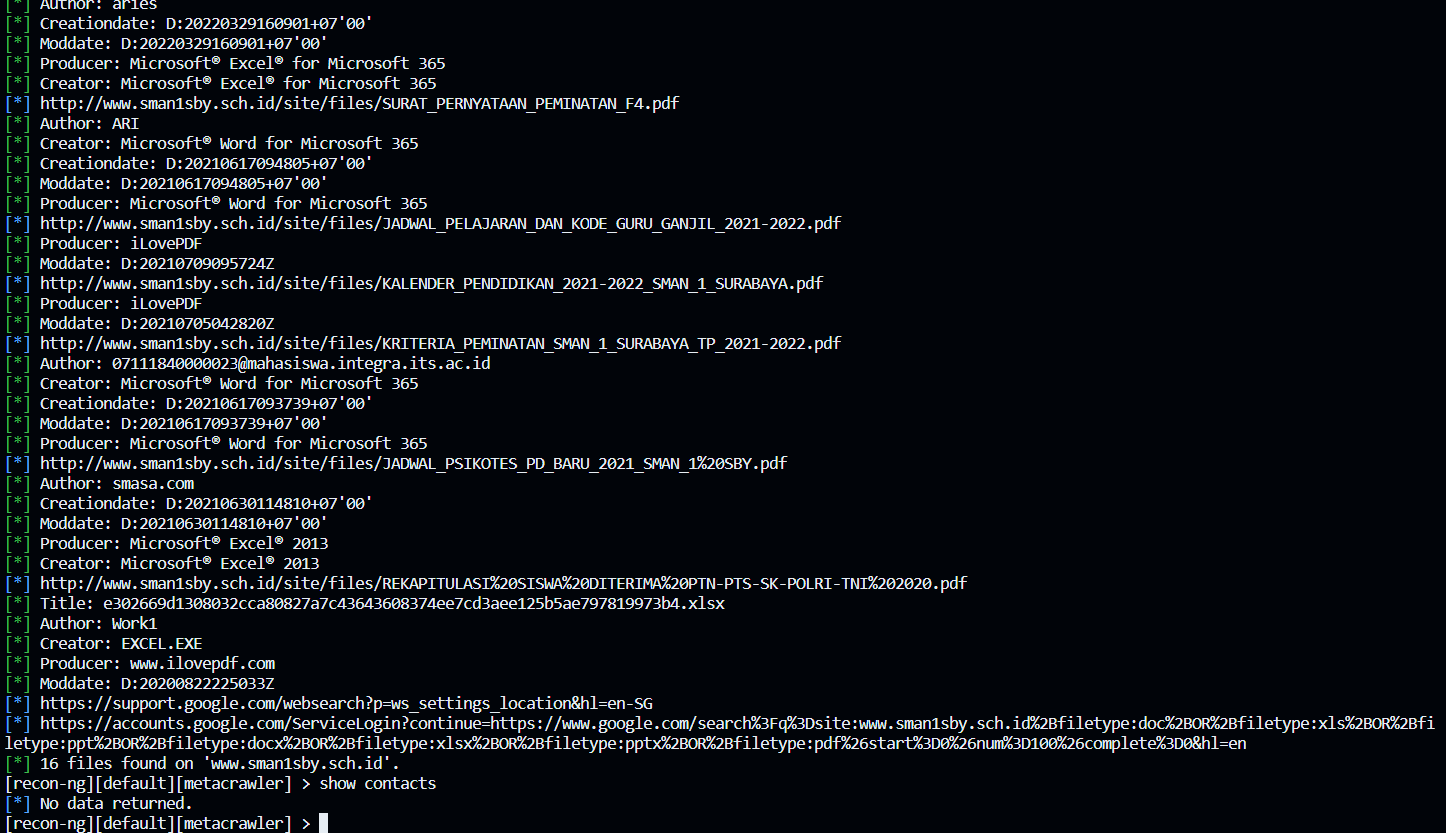 [*] Author: aries
[*] Creationdate: D:20220329160901+07'00'
[*] Moddate: D:20220329160901+07'00'
[*] Producer: Microsoft® Excel® for Microsoft 365
[*] Creator: Microsoft® Excel® for Microsoft 365
[*] http://www.sman1sby.sch.id/site/files/SURAT_PERNYATAAN_PEMINATAN_F4.pdf
[*] Author: ARI
[*] Creator: Microsoft® Word for Microsoft 365
[*] Creationdate: D:20210617094805+07'00'
[*] Moddate: D:20210617094805+07'00'
[*] Producer: Microsoft® Word for Microsoft 365
[*] http://www.sman1sby.sch.id/site/files/JADWAL_PELAJARAN_DAN_KODE_GURU_GANJIL_2021-2022.pdf
[*] Producer: iLovePDF
[*] Moddate: D:20210709095724Z
[*] http://www.sman1sby.sch.id/site/files/KALENDER_PENDIDIKAN_2021-2022_SMAN_1_SURABAYA.pdf
[*] Producer: iLovePDF
[*] Moddate: D:20210705042820Z
[*] http://www.sman1sby.sch.id/site/files/KRITERIA_PEMINATAN_SMAN_1_SURABAYA_TP_2021-2022.pdf
[*] Author: 07111840000023@mahasiswa.integra.its.ac.id
[*] Creator: Microsoft® Word for Microsoft 365
[*] Creationdate: D:20210617093739+07'00'
[*] Moddate: D:20210617093739+07'00'
[*] Producer: Microsoft® Word for Microsoft 365
[*] http://www.sman1sby.sch.id/site/files/JADWAL_PSIKOTES_PD_BARU_2021_SMAN_1%20SBY.pdf
[*] Author: smasa.com
[*] Creationdate: D:20210630114810+07'00'
[*] Moddate: D:20210630114810+07'00'
[*] Producer: Microsoft® Excel® 2013
[*] Creator: Microsoft® Excel® 2013
[*] http://www.sman1sby.sch.id/site/files/REKAPITULASI%20SISWA%20DITERIMA%20PTN-PTS-SK-POLRI-TNI%202020.pdf
[*] Title: e302669d1308032cca80827a7c43643608374ee7cd3aee125b5ae797819973b4.xlsx
[*] Author: Work1
[*] Creator: EXCEL.EXE
[*] Producer: www.ilovepdf.com
[*] Moddate: D:20200822225033Z
[*] https://support.google.com/websearch?p=ws_settings_location&hl=en-SG
[*] https://accounts.google.com/ServiceLogin?continue=https://www.google.com/search%3Fq%3Dsite:www.sman1sby.sch.id%2Bfiletype:doc%2BOR%2Bfiletype:xls%2BOR%2Bfi
letype:ppt%2BOR%2Bfiletype:docx%2BOR%2Bfiletype:xlsx%2BOR%2Bfiletype:pptx%2BOR%2Bfiletype:pdf%26start%3D0%26num%3D100%26complete%3D0&hl=en
[*] 16 files found on 'www.sman1sby.sch.id'.
[recon-ng][default][metacrawler] > show contacts
[*] No data returned.
[recon-ng][default][metacrawler] >